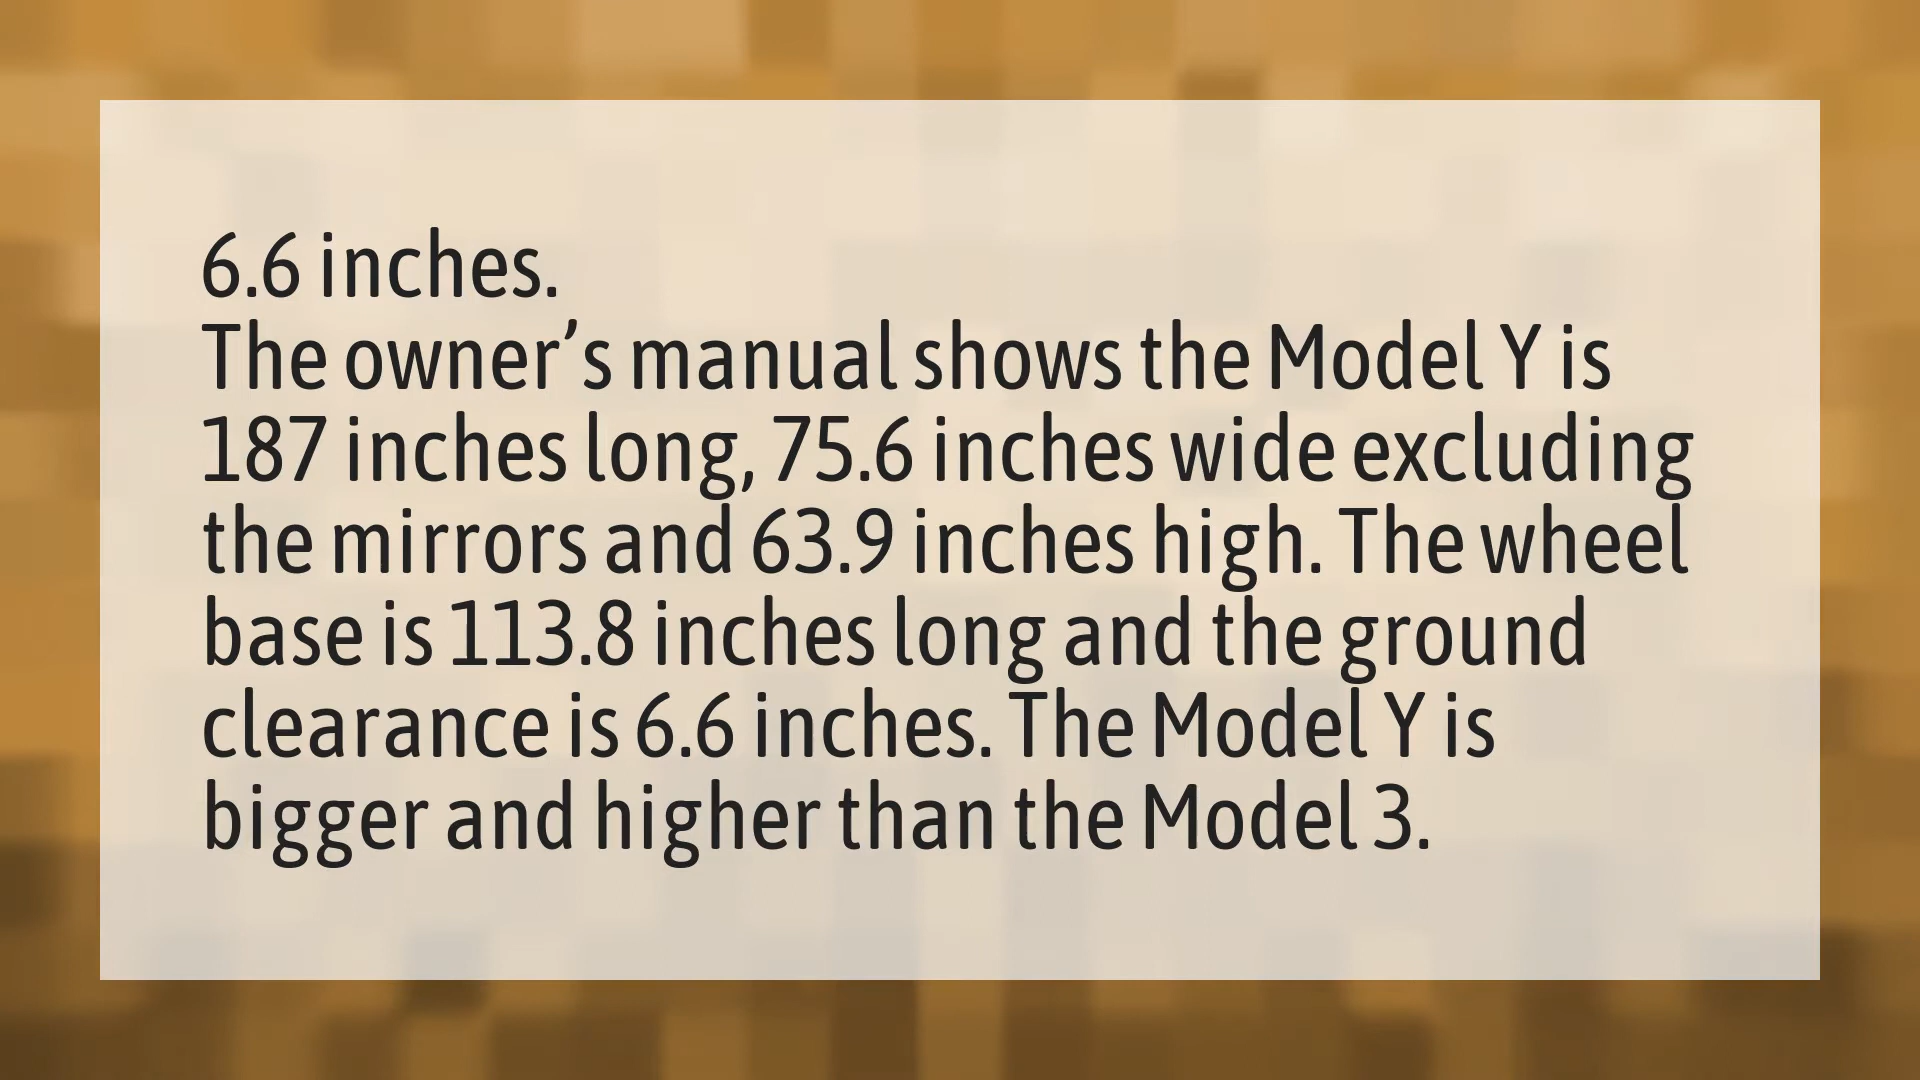 6.6 inches.
The owner’s manual shows the Model Y is
187 inches long, 75.6 inches wide excluding
the mirrors and 63.9 inches high. The wheel
base is 113.8 inches long and the ground
clearance is 6.6 inches. The Model Y is
bigger and higher than the Model 3.